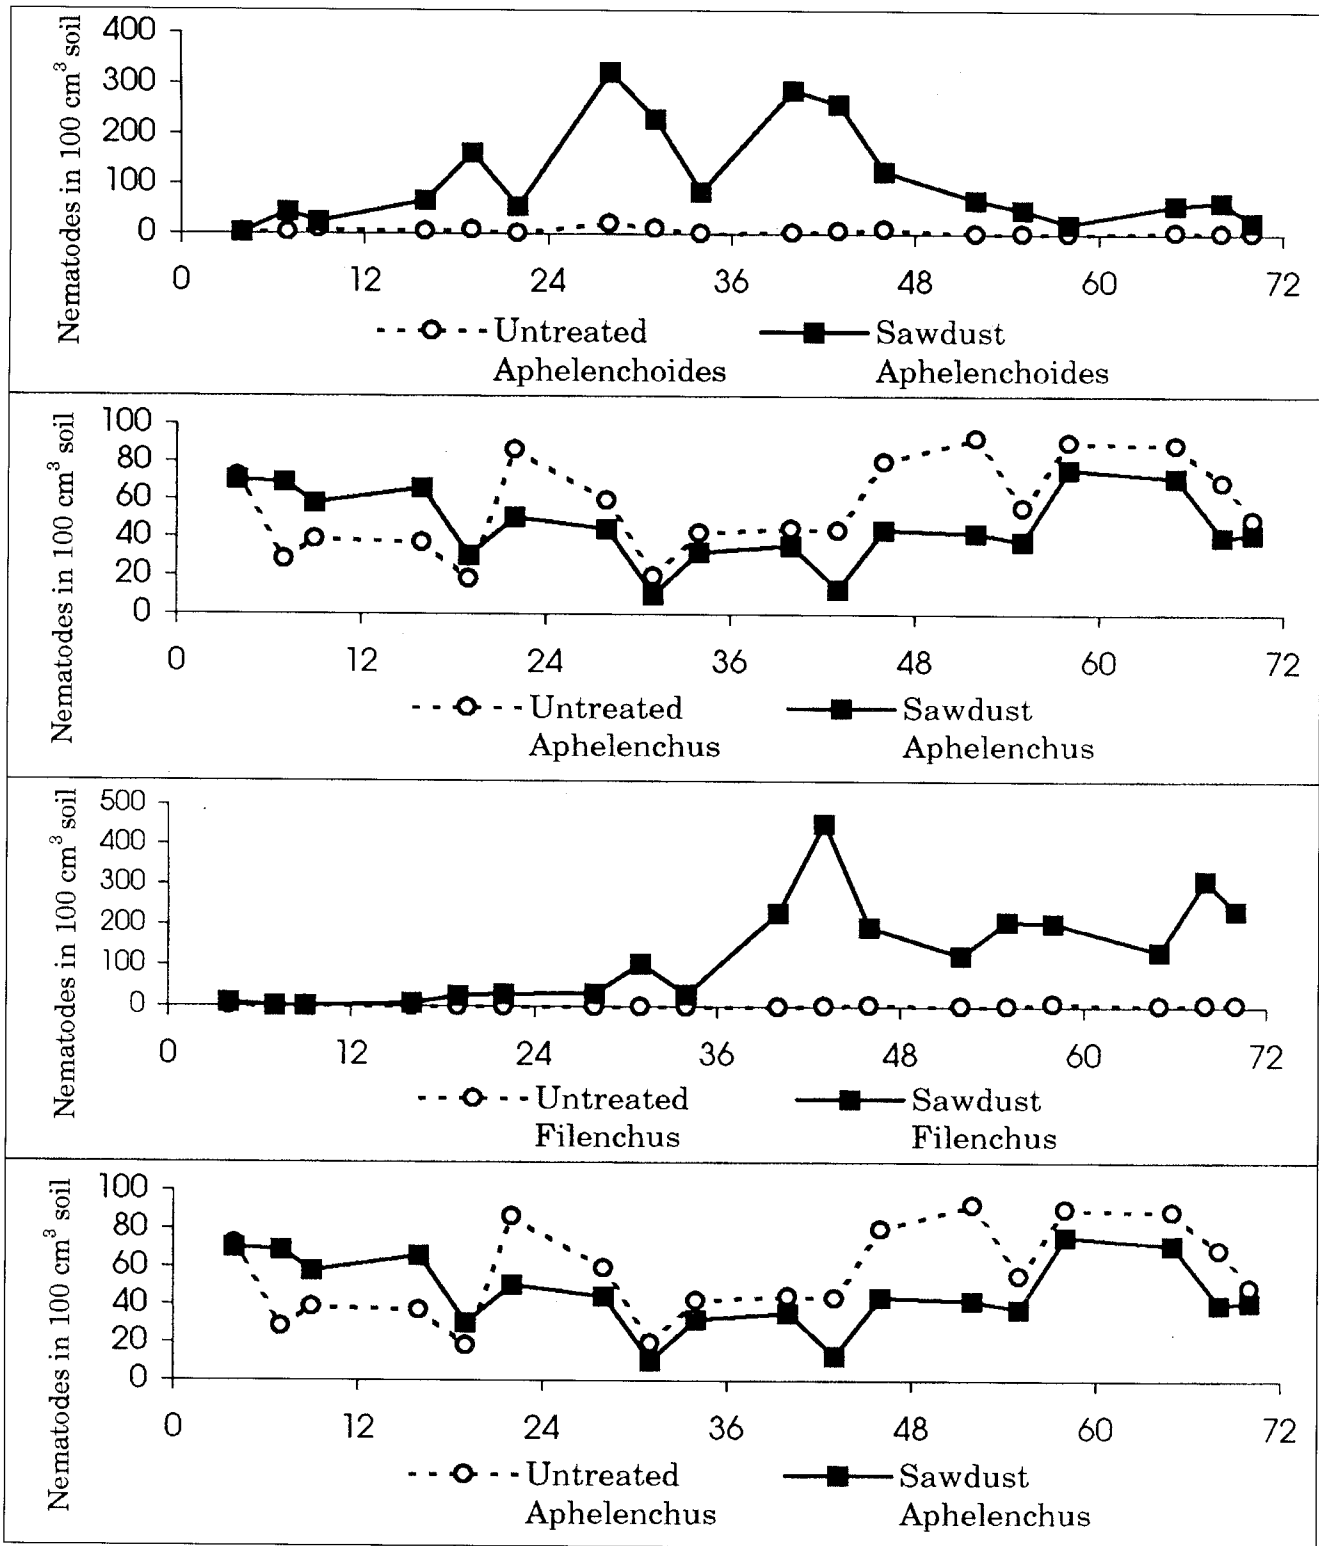 Nematodes in 100 cm³ soil
400
300
200
100
0
0 12 24 36 48 60 72
Untreated Sawdust
Aphelenchoides Aphelenchoides
Nematodes in 100 cm³ soil
100
80
60
40
20
0
0 12 24 36 48 60 72
Untreated Sawdust
Aphelenchus Aphelenchus
Nematodes in 100 cm³ soil
500
400
300
200
100
0
0 12 24 36 48 60 72
Untreated Sawdust
Filenchus Filenchus
Nematodes in 100 cm³ soil
100
80
60
40
20
0
0 12 24 36 48 60 72
Untreated Sawdust
Aphelenchus Aphelenchus